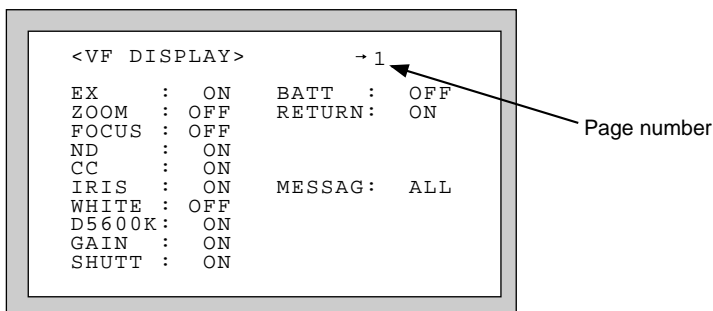 <VF DISPLAY> →1
EX : ON BATT : OFF
ZOOM : OFF RETURN: ON
FOCUS : OFF
ND : ON
CC : ON
IRIS : ON MESSAG: ALL
WHITE : OFF
D5600K: ON
GAIN : ON
SHUTT : ON
Page number